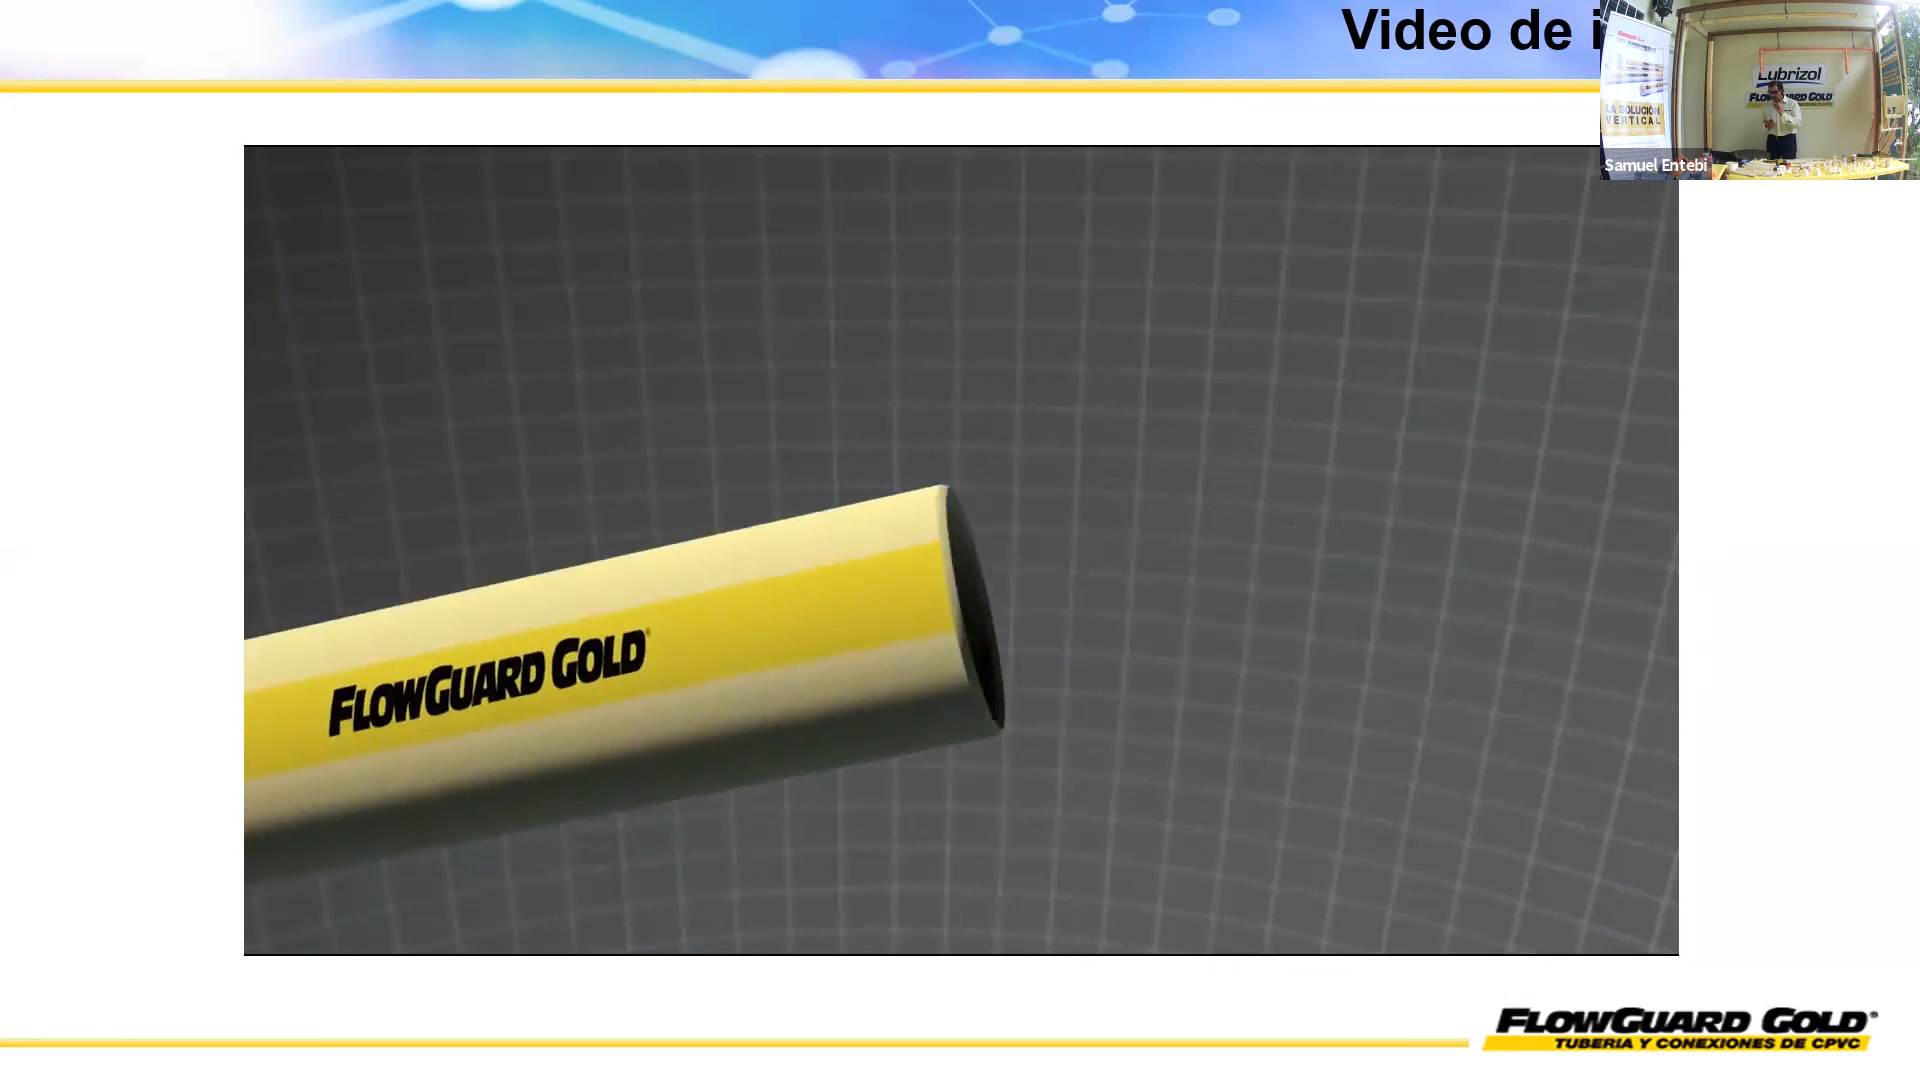 Video de i
LA SOLUCIÓN
VERTICAL
Lubrizol
FLOWGUARD GOLD
Samuel Entebi
FLOWGUARD GOLD
FLOWGUARD GOLD®
TUBERIA Y CONEXIONES DE CPVC